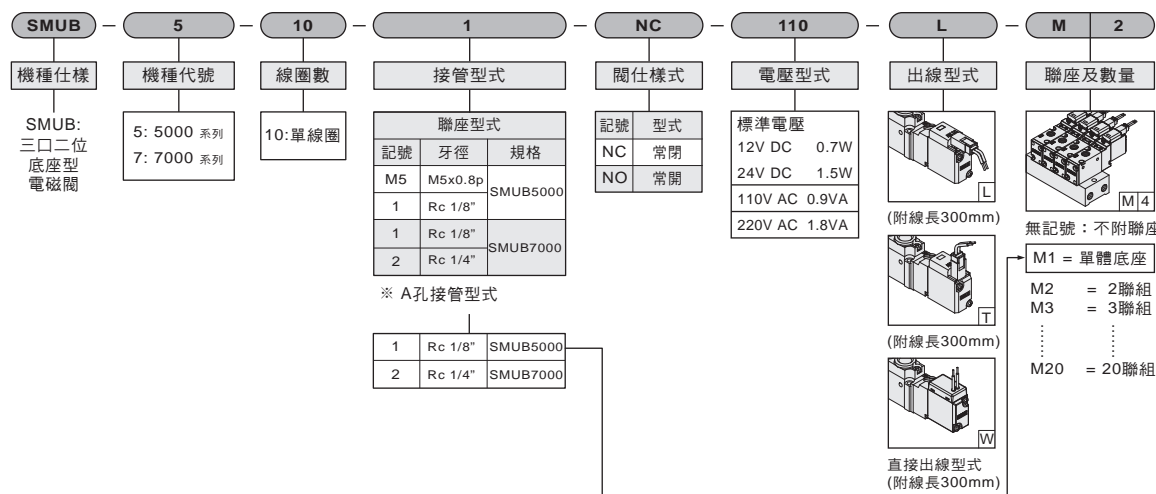 SMUB – 5 – 10 – 1 – NC – 110 – L – M 2
機種仕様
SMUB:
三口二位
底座型
電磁閥
機種代號
5: 5000 系列
7: 7000 系列
線圈數
10:單線圈
接管型式
聯座型式
記號 牙徑 規格
M5 M5x0.8p SMUB5000
1 Rc 1/8"
1 Rc 1/8" SMUB7000
2 Rc 1/4"
※ A孔接管型式
1 Rc 1/8" SMUB5000
2 Rc 1/4" SMUB7000
閥仕樣式
記號 型式
NC 常閉
NO 常開
電壓型式
標準電壓
12V DC 0.7W
24V DC 1.5W
110V AC 0.9VA
220V AC 1.8VA
出線型式
L
(附線長300mm)
T
(附線長300mm)
W
直接出線型式
(附線長300mm)
聯座及數量
M 4
無記號：不附聯座
M1 = 單體底座
M2 = 2聯組
M3 = 3聯組
⋮ ⋮
M20 = 20聯組